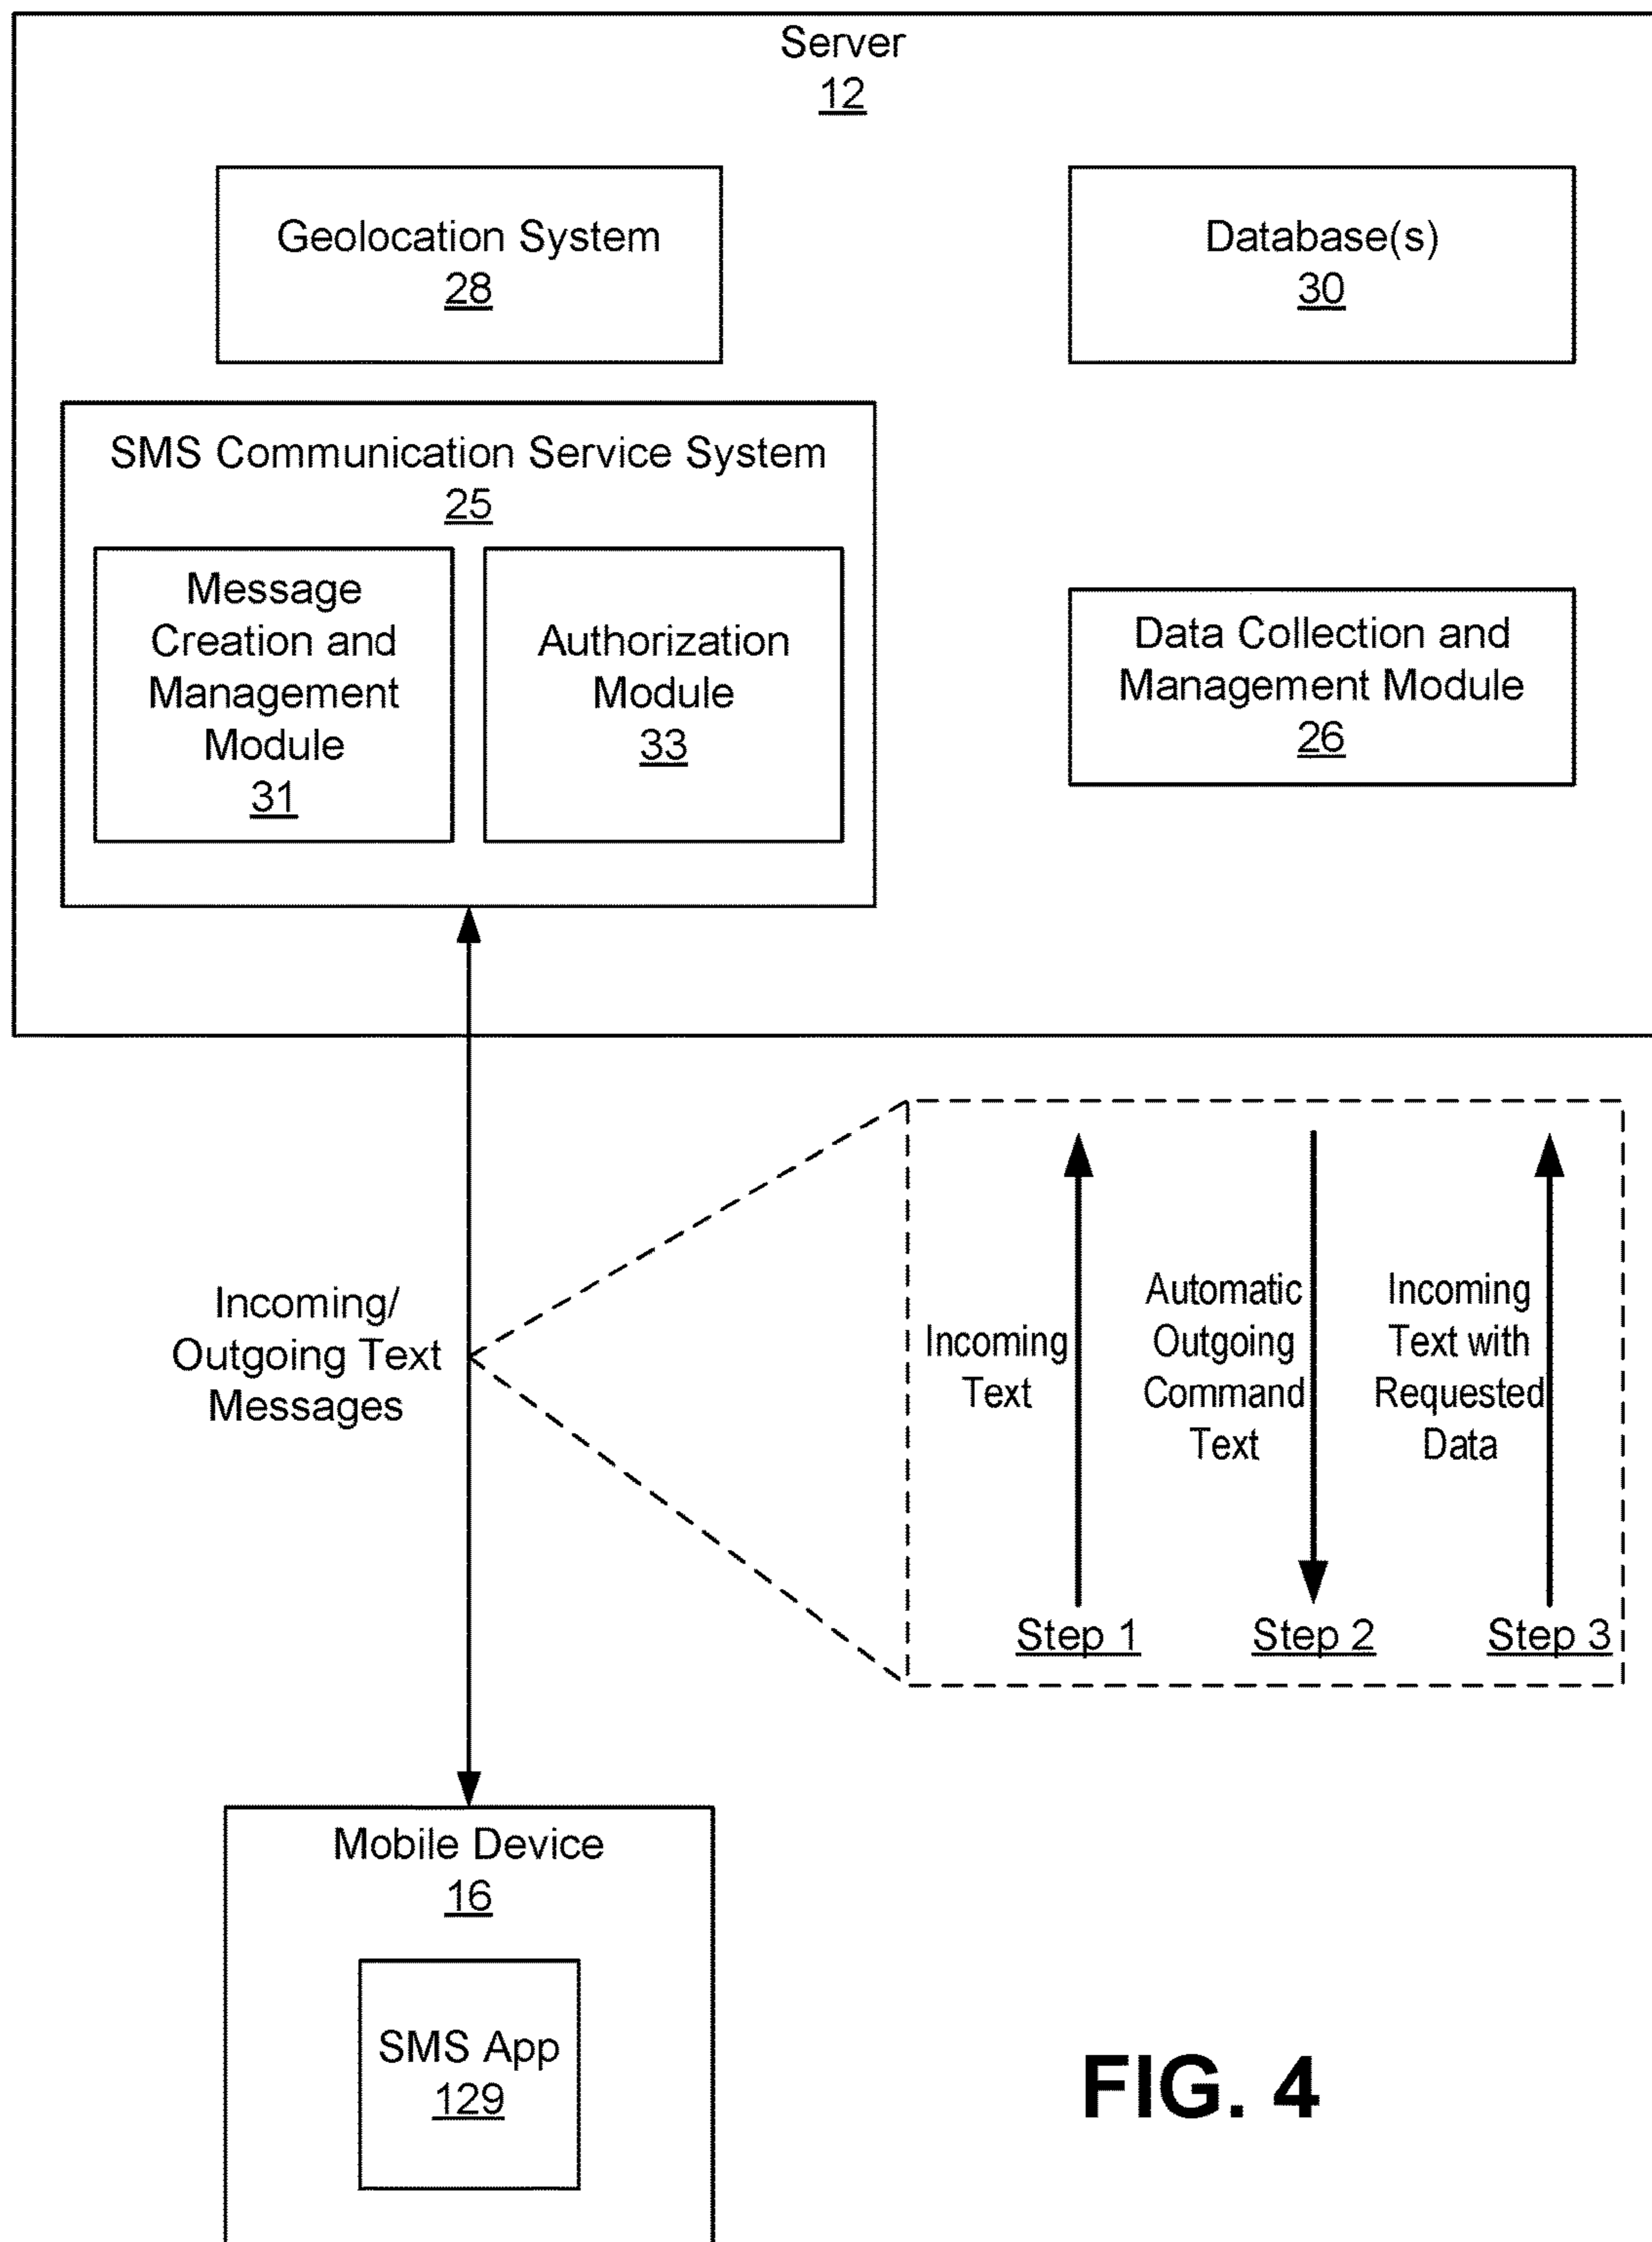 Server
12
Geolocation System
28
Database(s)
30
SMS Communication Service System
25
Message
Creation and
Management
Module
31
Authorization
Module
33
Data Collection and
Management Module
26
Incoming/
Outgoing Text
Messages
Incoming
Text
Automatic
Outgoing
Command
Text
Incoming
Text with
Requested
Data
Step 1
Step 2
Step 3
Mobile Device
16
SMS App
129
FIG. 4